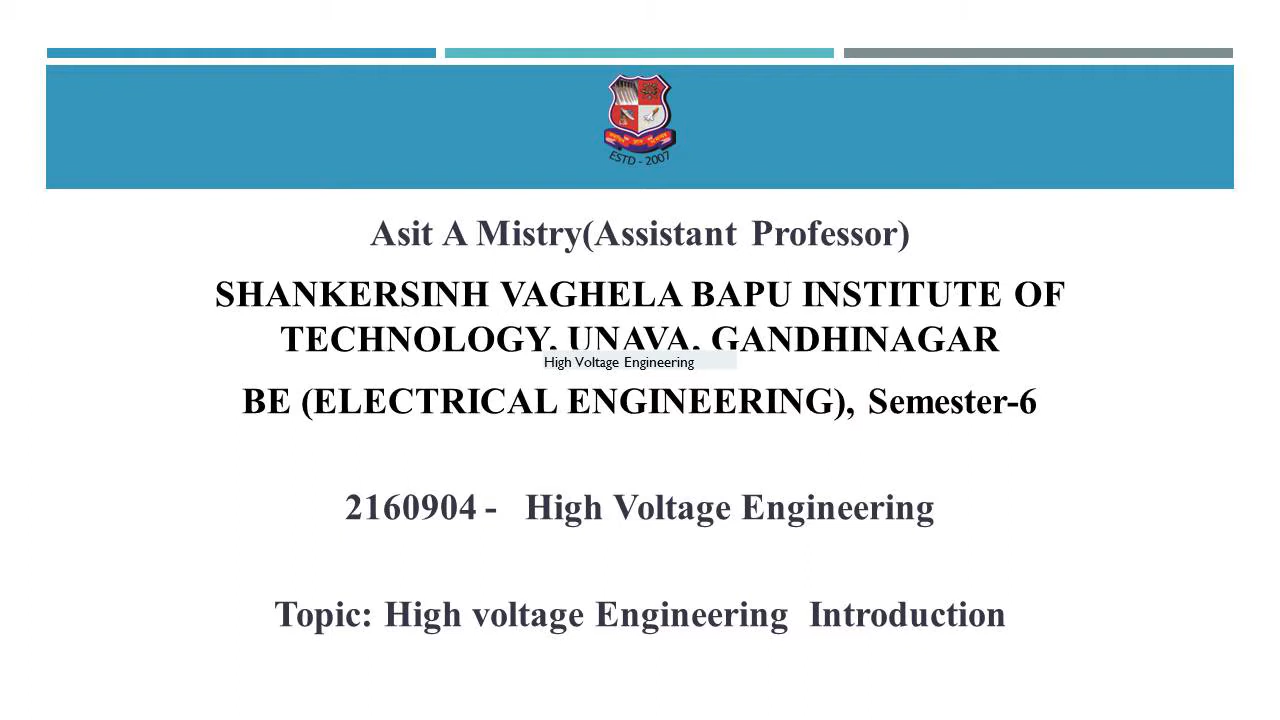 ESTD - 2007
Asit A Mistry(Assistant Professor)
SHANKERSINH VAGHELA BAPU INSTITUTE OF
TECHNOLOGY, UNAVA, GANDHINAGAR
High Voltage Engineering
BE (ELECTRICAL ENGINEERING), Semester-6
2160904 - High Voltage Engineering
Topic: High voltage Engineering Introduction